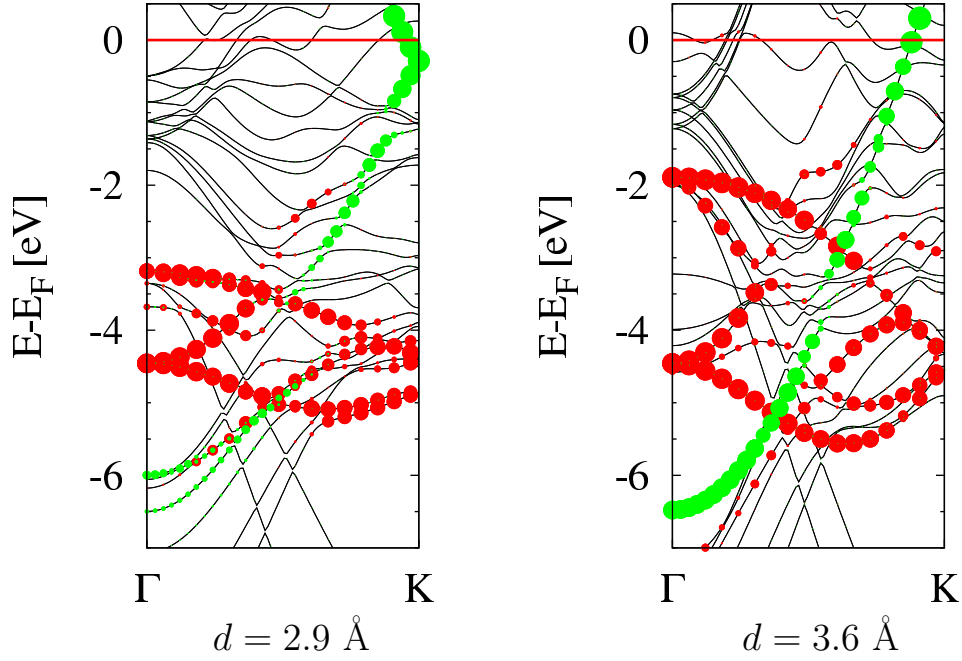 E-E_F [eV]
0
-2
-4
-6
Γ K
d = 2.9 Å
E-E_F [eV]
0
-2
-4
-6
Γ K
d = 3.6 Å